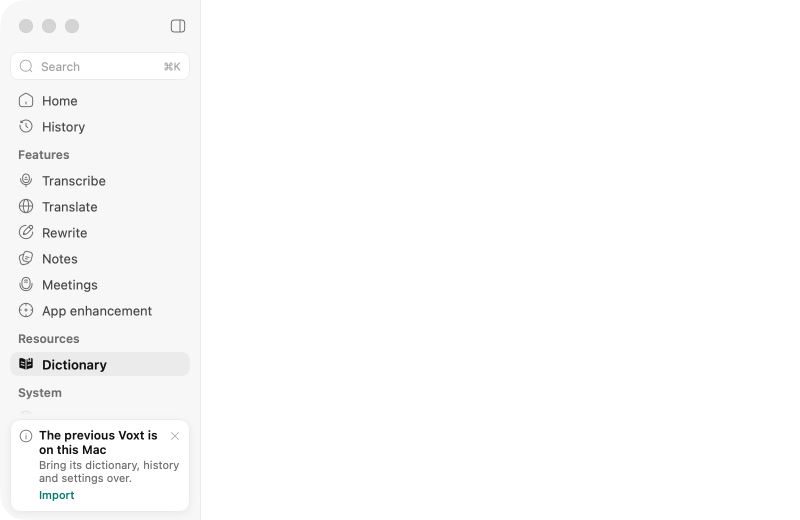 Search ⌘K
Home
History
Features
Transcribe
Translate
Rewrite
Notes
Meetings
App enhancement
Resources
Dictionary
System
The previous Voxt is
on this Mac
Bring its dictionary, history
and settings over.
Import